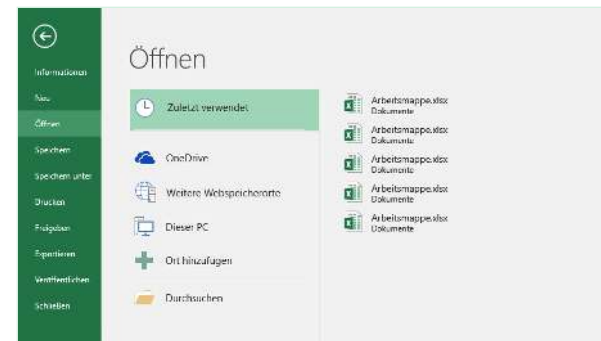 Informationen
Neu
Öffnen
Speichern
Speichern unter
Drucken
Freigeben
Exportieren
Veröffentlichen
Schließen
Öffnen
Zuletzt verwendet
OneDrive
Weitere Webspeicherorte
Dieser PC
Ort hinzufügen
Durchsuchen
Arbeitsmappe.xlsx
Dokumente
Arbeitsmappe.xlsx
Dokumente
Arbeitsmappe.xlsx
Dokumente
Arbeitsmappe.xlsx
Dokumente
Arbeitsmappe.xlsx
Dokumente